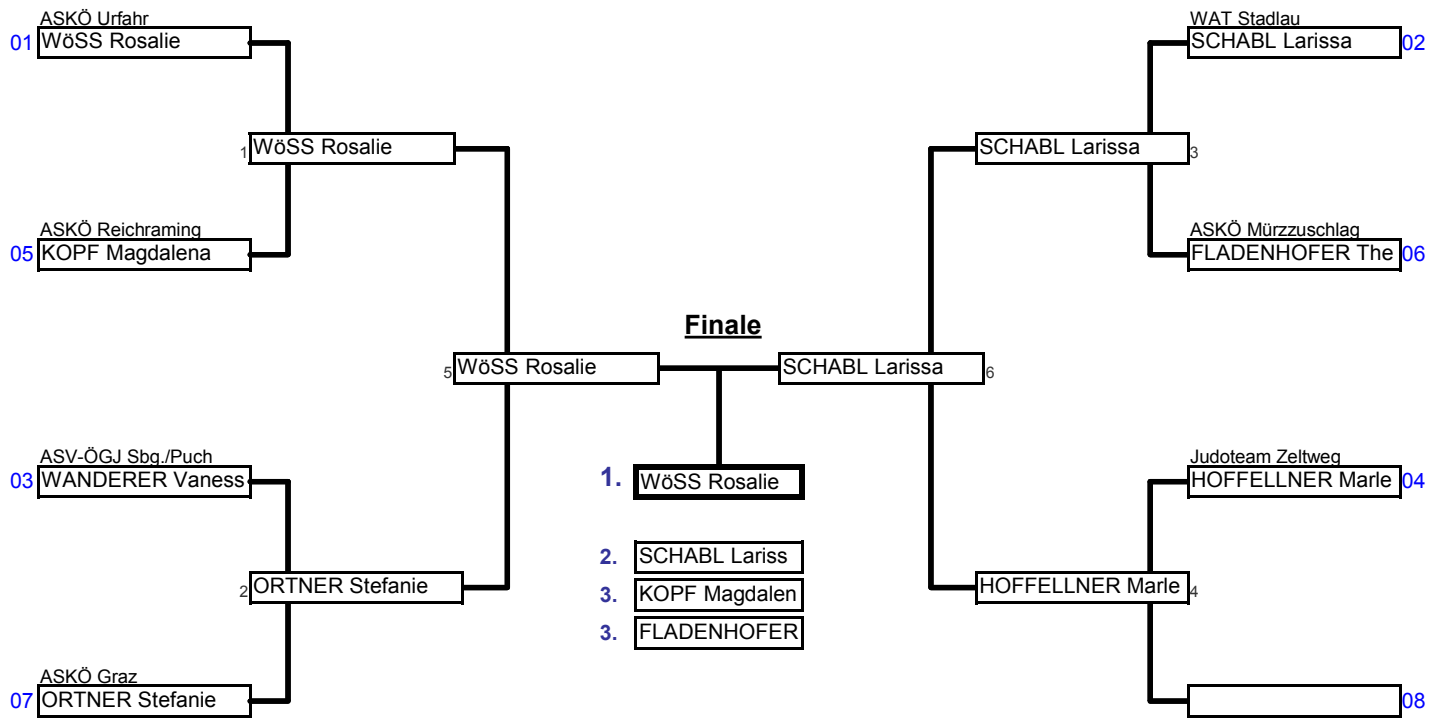 ASKÖ Urfahr
01 WöSS Rosalie
WAT Stadlau
SCHABL Larissa 02
1 WöSS Rosalie
SCHABL Larissa 3
ASKÖ Reichraming
05 KOPF Magdalena
ASKÖ Mürzzuschlag
FLADENHOFER The 06
Finale
5 WöSS Rosalie
SCHABL Larissa 6
ASV-ÖGJ Sbg./Puch
03 WANDERER Vaness
Judoteam Zeltweg
HOFFELLNER Marle 04
1. WöSS Rosalie
2. SCHABL Lariss
3. KOPF Magdalen
3. FLADENHOFER
2 ORTNER Stefanie
HOFFELLNER Marle 4
ASKÖ Graz
07 ORTNER Stefanie
08